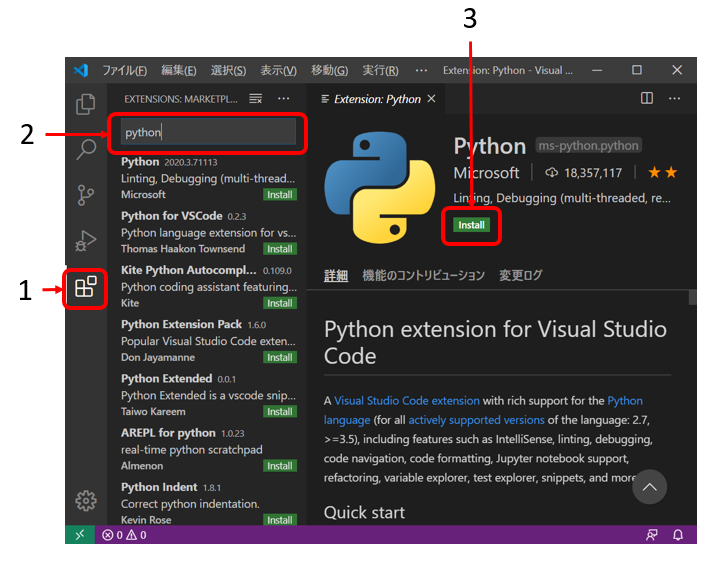 3
ファイル(F) 編集(E) 選択(S) 表示(V) 移動(G) 実行(R) ··· Extension: Python - Visual ...
EXTENSIONS: MARKETPL... ···
Extension: Python
2
python
Python 2020.3.71113
Linting, Debugging (multi-thread...
Microsoft Install
Python for VSCode 0.2.3
Python language extension for vs...
Thomas Haakon Townsend Install
Kite Python Autocompl... 0.109.0
Python coding assistant featuring...
Kite Install
Python Extension Pack 1.6.0
Popular Visual Studio Code exten...
Don Jayamanne Install
Python Extended 0.0.1
Python Extended is a vscode snip...
Taiwo Kareem Install
AREPL for python 1.0.23
real-time python scratchpad
Almenon Install
Python Indent 1.8.1
Correct python indentation.
Kevin Rose Install
1
Python ms-python.python
Microsoft 18,357,117
Linting, Debugging (multi-threaded, re...
Install
詳細 機能のコントリビューション 変更ログ
Python extension for Visual Studio
Code
A Visual Studio Code extension with rich support for the Python
language (for all actively supported versions of the language: 2.7,
>=3.5), including features such as IntelliSense, linting, debugging,
code navigation, code formatting, Jupyter notebook support,
refactoring, variable explorer, test explorer, snippets, and more
Quick start
0 0